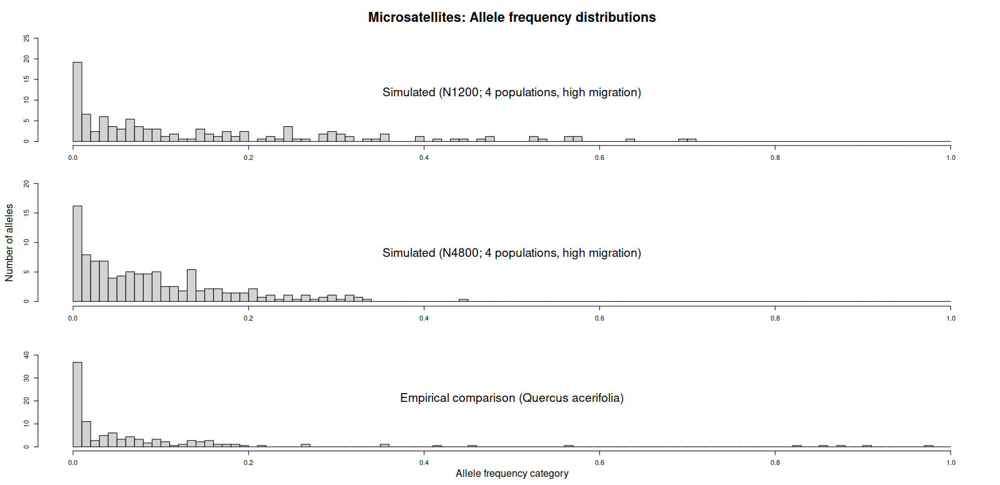 Microsatellites: Allele frequency distributions
25
20
15
10
5
0
Simulated (N1200; 4 populations, high migration)
0.0 0.2 0.4 0.6 0.8 1.0
Number of alleles
20
15
10
5
0
Simulated (N4800; 4 populations, high migration)
0.0 0.2 0.4 0.6 0.8 1.0
40
30
20
10
0
Empirical comparison (Quercus acerifolia)
0.0 0.2 0.4 0.6 0.8 1.0
Allele frequency category